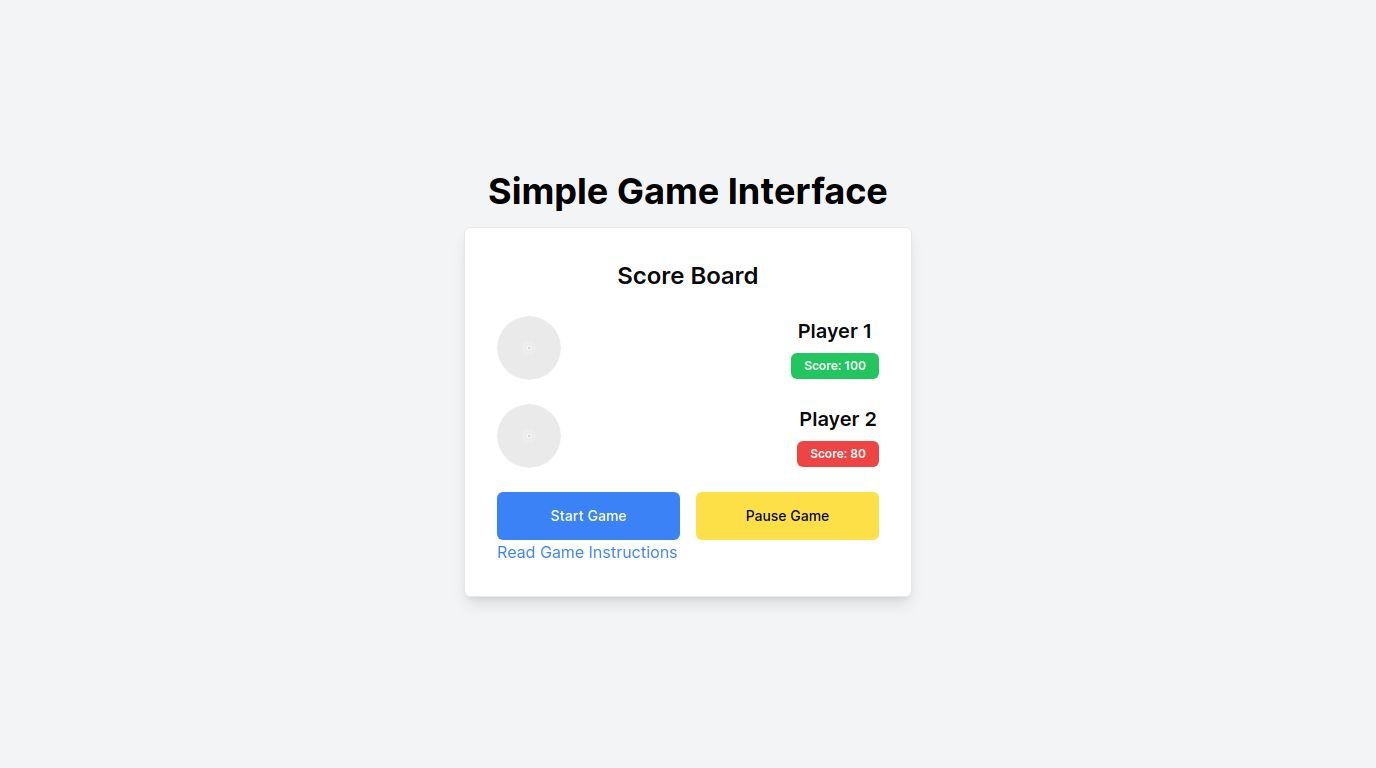 Simple Game Interface
Score Board
Player 1
Score: 100
Player 2
Score: 80
Start Game
Pause Game
Read Game Instructions